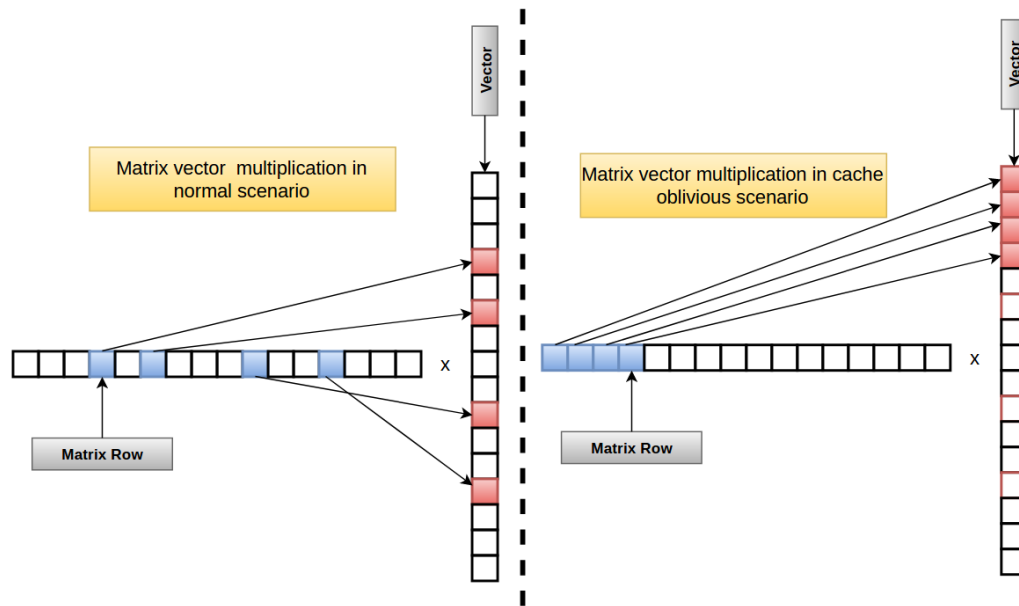 Vector
Matrix vector multiplication in
normal scenario
x
Matrix Row
Vector
Matrix vector multiplication in cache
oblivious scenario
x
Matrix Row